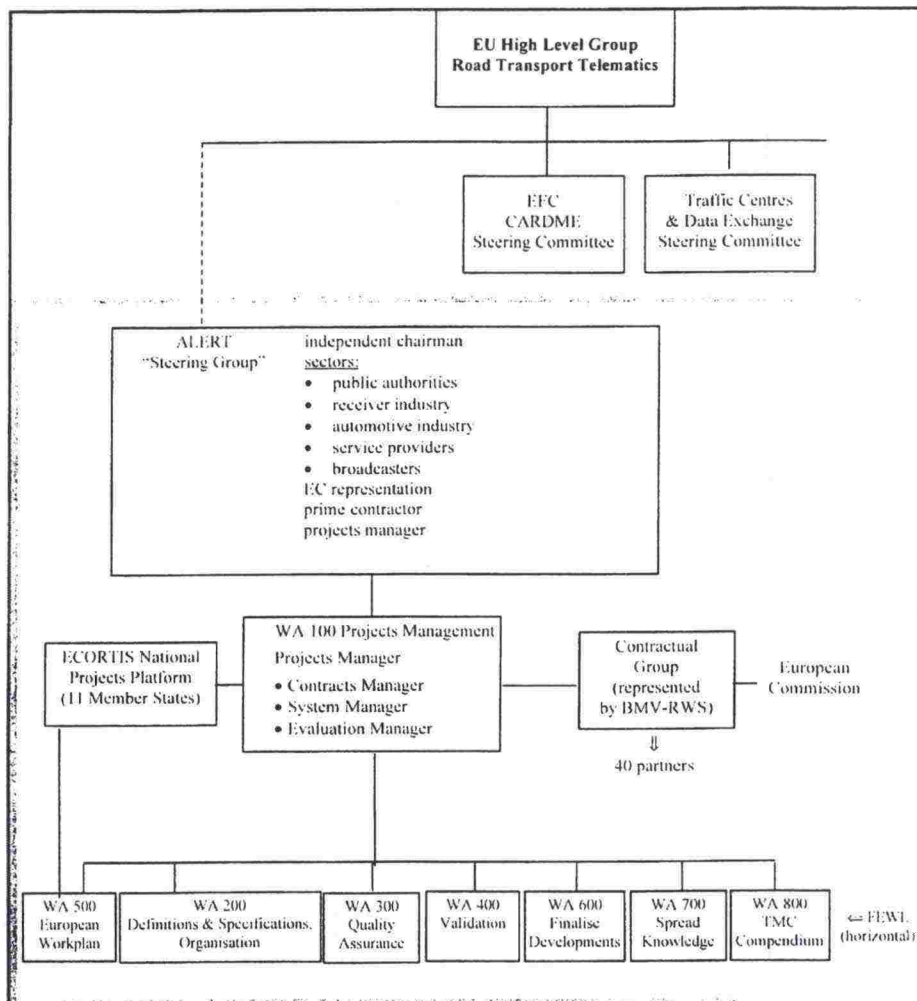 EU High Level Group
Road Transport Telematics
EFC
CARDME
Steering Committee
Traffic Centres
& Data Exchange
Steering Committee
ALERT
“Steering Group”
independent chairman
sectors:
• public authorities
• receiver industry
• automotive industry
• service providers
• broadcasters
EC representation
prime contractor
projects manager
ECORTIS National
Projects Platform
(11 Member States)
WA 100 Projects Management
Projects Manager
• Contracts Manager
• System Manager
• Evaluation Manager
Contractual
Group
(represented
by BMV-RWS)
European
Commission
⇓
40 partners
WA 500
European
Workplan
WA 200
Definitions & Specifications,
Organisation
WA 300
Quality
Assurance
WA 400
Validation
WA 600
Finalise
Developments
WA 700
Spread
Knowledge
WA 800
TMC
Compendium
⇐ FEWL
(horizontal)